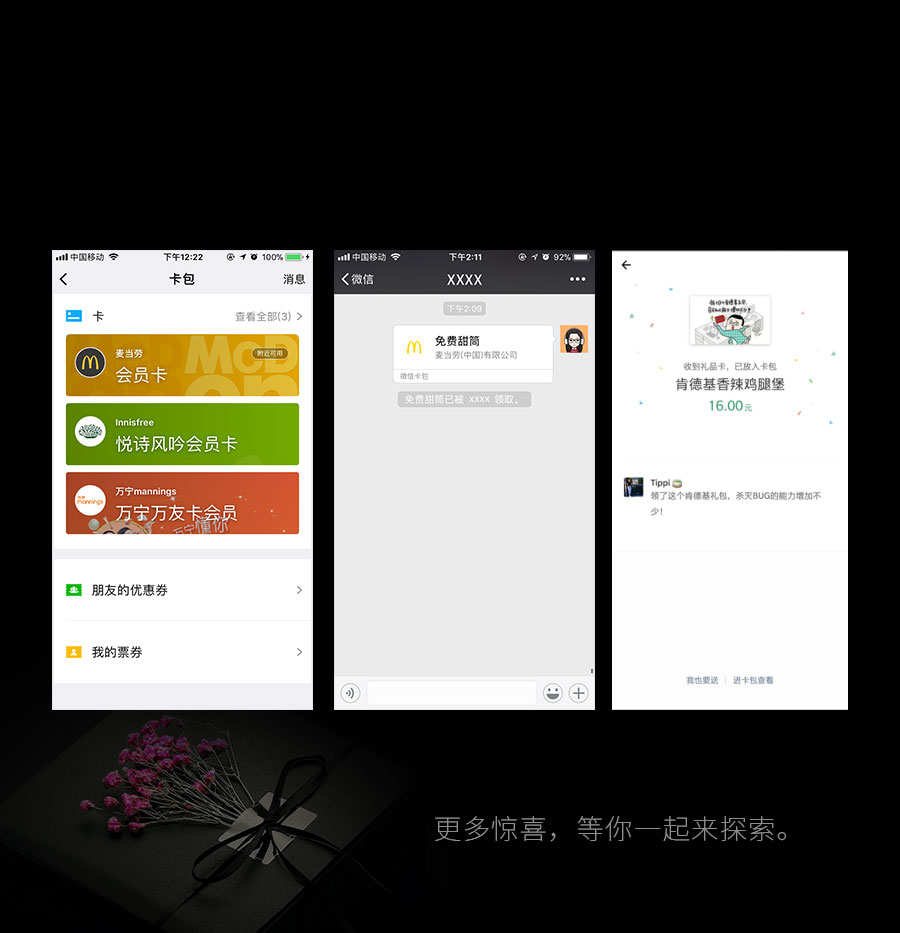 中国移动 下午12:22 100%
卡包 消息
卡 查看全部(3)
麦当劳 附近可用
会员卡
Innisfree
悦诗风吟会员卡
万宁mannings
万宁万友卡会员
万宁懂你
朋友的优惠券
我的票券
中国移动 下午2:11 92%
微信 XXXX
下午2:09
免费甜筒
麦当劳(中国)有限公司
微信卡包
免费甜筒已被 XXXX 领取。
收到礼品卡，已放入卡包
肯德基香辣鸡腿堡
16.00元
Tippi
领了这个肯德基礼包，杀灭BUG的能力增加不
少！
我也要送 进卡包查看
更多惊喜，等你一起来探索。